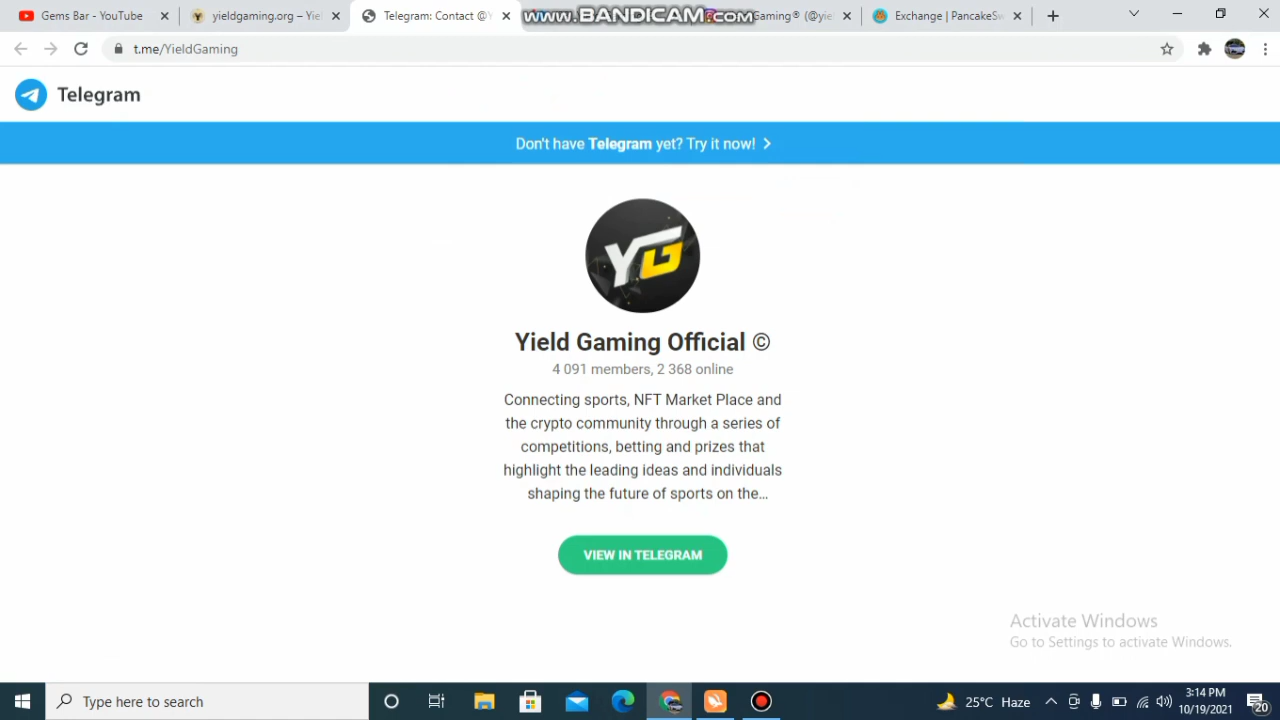 Gems Bar - YouTube
yieldgaming.org – Yiel
Telegram: Contact @Y
WWW.BANDICAM.COM
Gaming® (@yie
Exchange | PancakeSw
t.me/YieldGaming
Telegram
Don't have Telegram yet? Try it now!
YG
Yield Gaming Official ©
4 091 members, 2 368 online
Connecting sports, NFT Market Place and
the crypto community through a series of
competitions, betting and prizes that
highlight the leading ideas and individuals
shaping the future of sports on the...
VIEW IN TELEGRAM
Activate Windows
Go to Settings to activate Windows.
Type here to search
25°C Haze
3:14 PM
10/19/2021
20